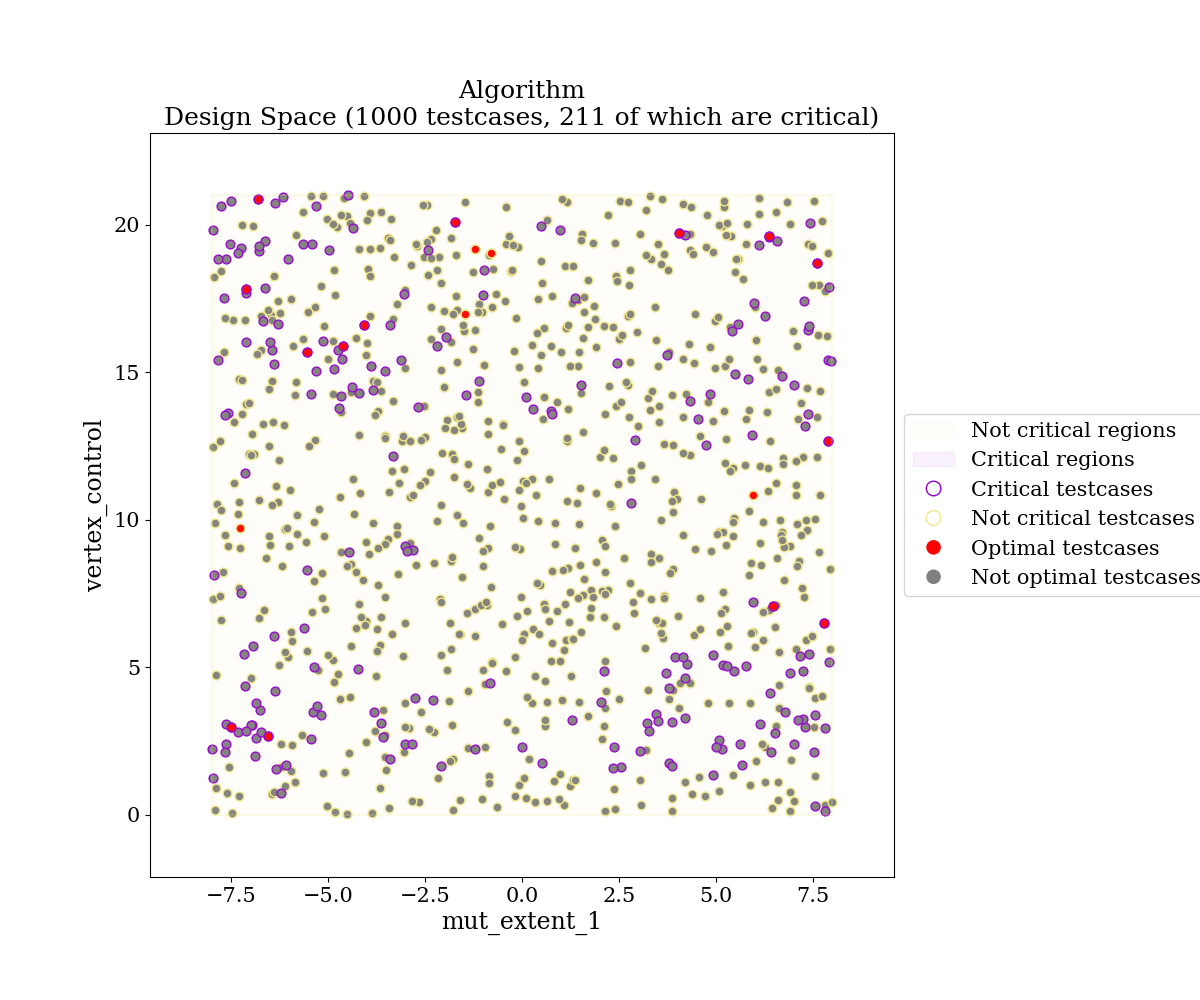 Algorithm
Design Space (1000 testcases, 211 of which are critical)
20
15
10
5
0
vertex_control
−7.5
−5.0
−2.5
0.0
2.5
5.0
7.5
mut_extent_1
Not critical regions
Critical regions
Critical testcases
Not critical testcases
Optimal testcases
Not optimal testcases